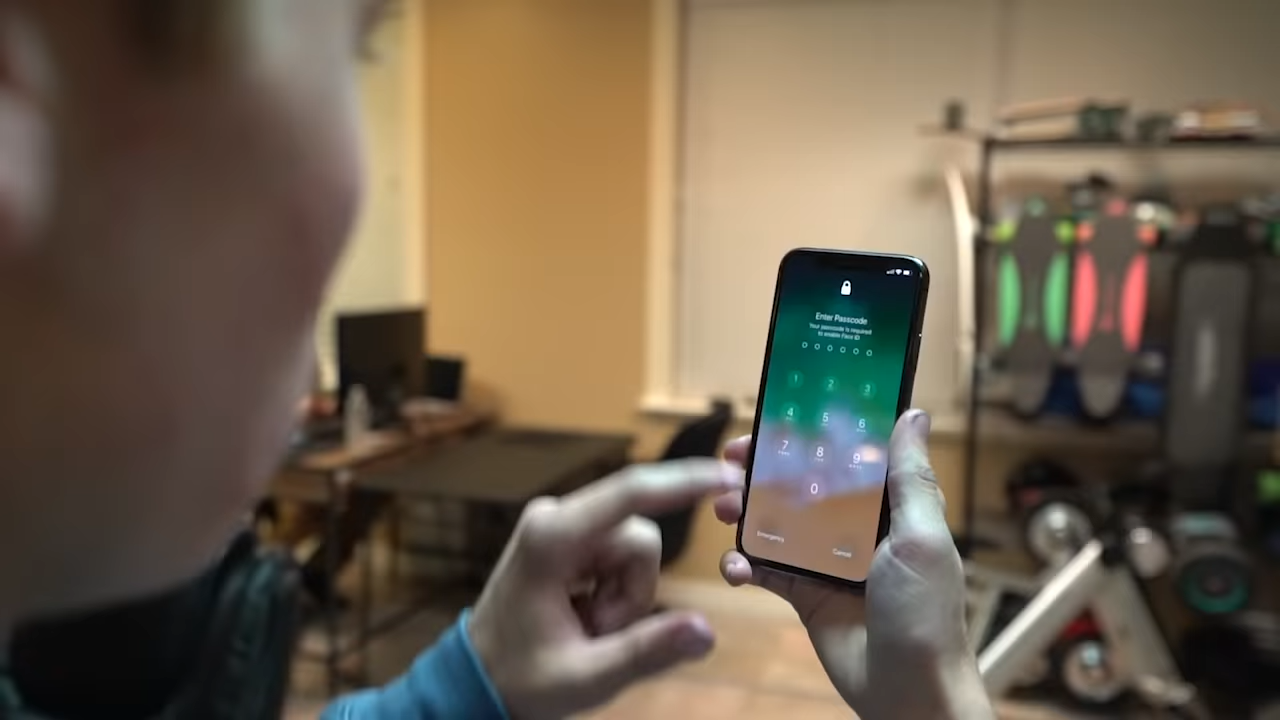 Enter Passcode
Your passcode is required
to enable Face ID
1
2
3
4
5
6
7
8
9
0
Emergency
Cancel